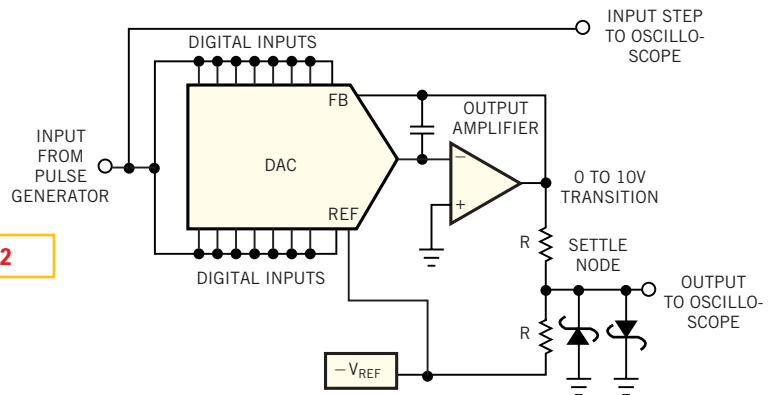 INPUT STEP
TO OSCILLO-
SCOPE
DIGITAL INPUTS
FB
OUTPUT
AMPLIFIER
INPUT
FROM
PULSE
GENERATOR
DAC
−
+
0 TO 10V
TRANSITION
REF
R
SETTLE
NODE
2
DIGITAL INPUTS
OUTPUT
TO OSCILLO-
SCOPE
R
−VREF